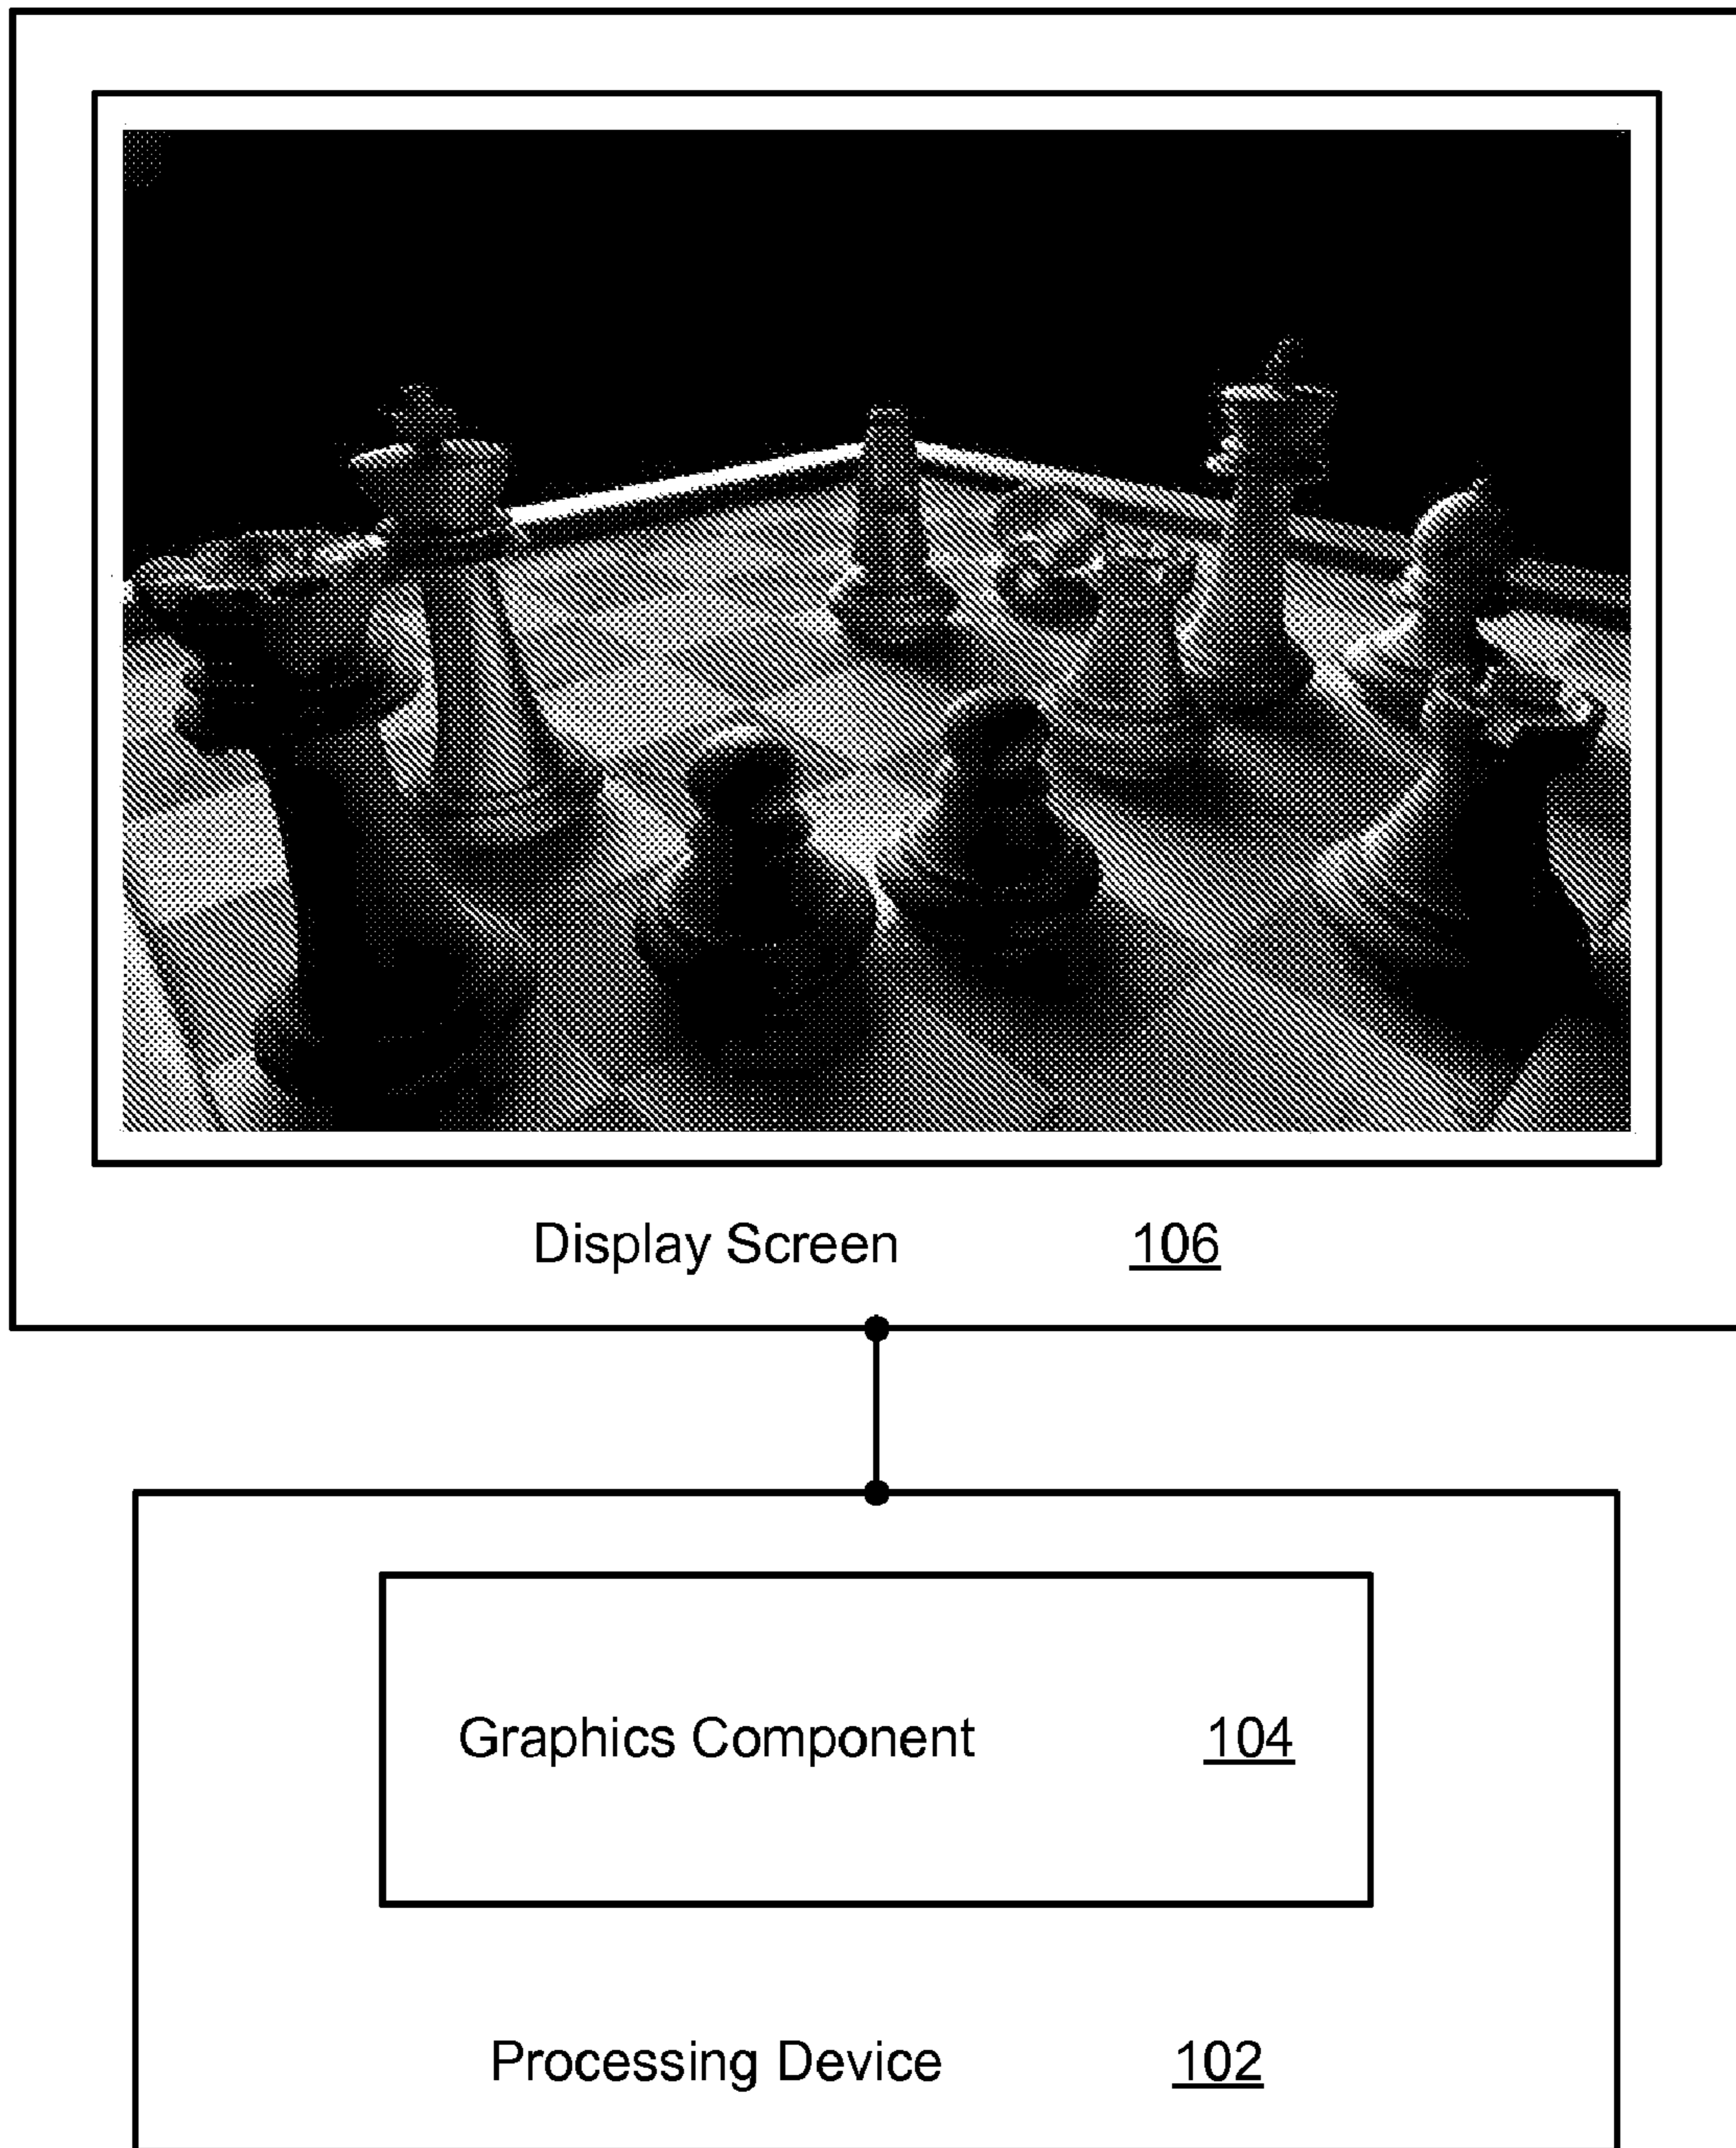 Display Screen 106
Graphics Component 104
Processing Device 102